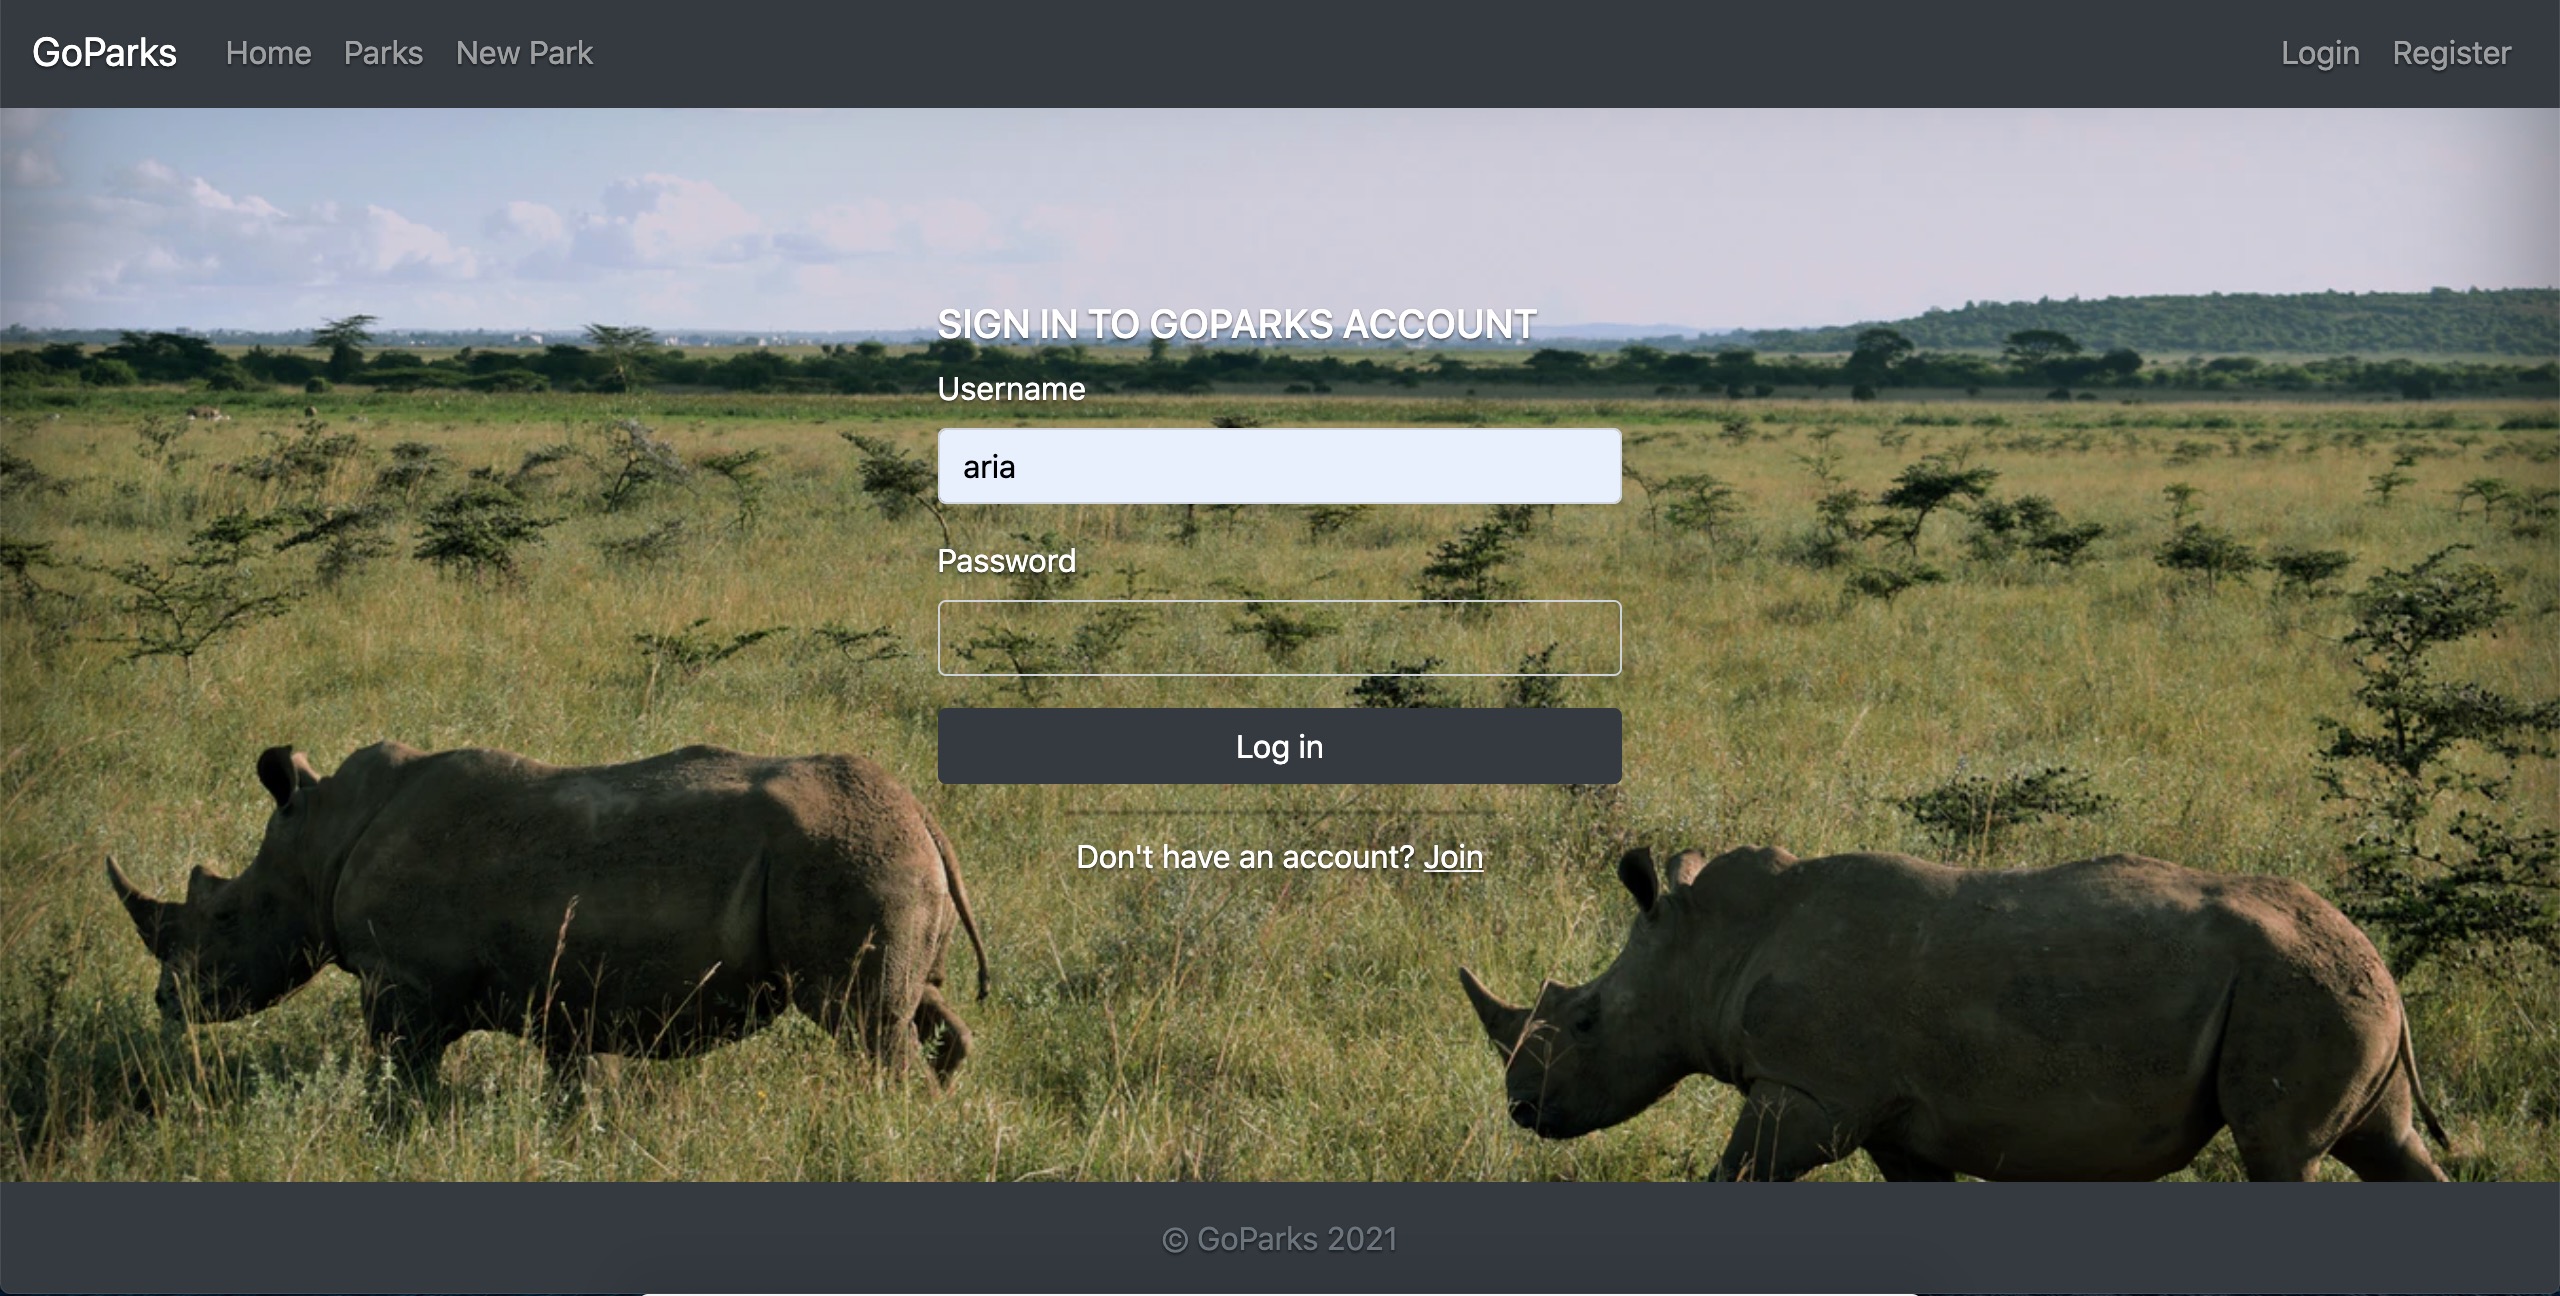 GoParks Home Parks New Park Login Register
SIGN IN TO GOPARKS ACCOUNT
Username
aria
Password
Log in
Don't have an account? Join
© GoParks 2021